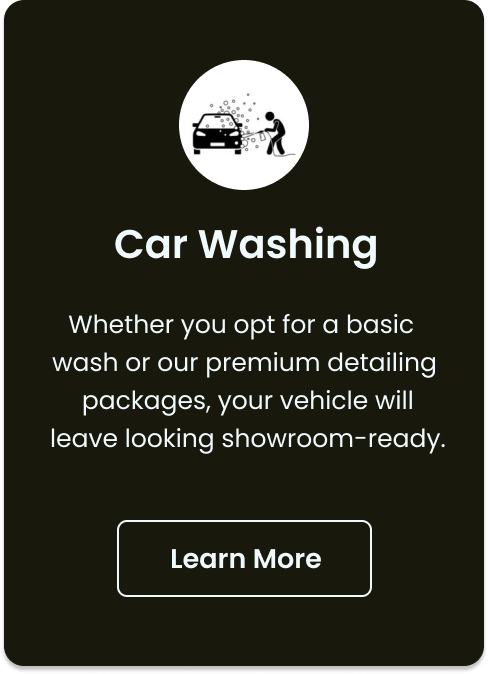 Car Washing
Whether you opt for a basic
wash or our premium detailing
packages, your vehicle will
leave looking showroom-ready.
Learn More